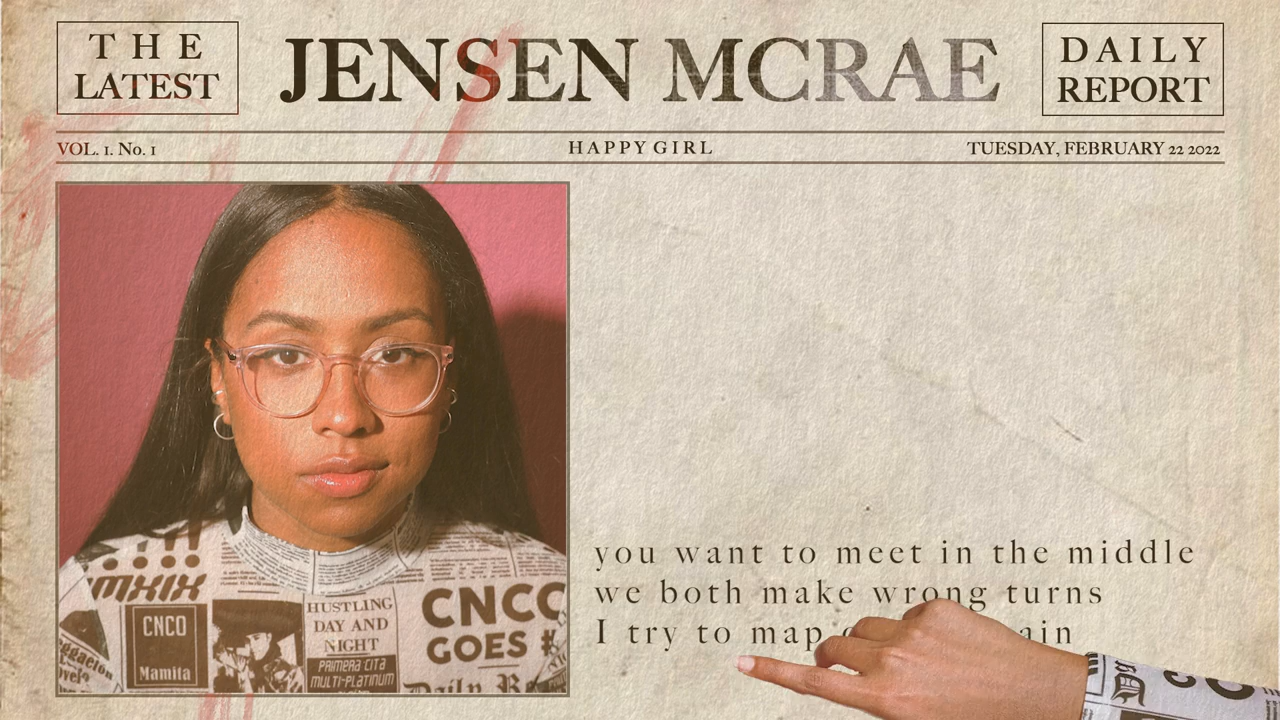 THE
LATEST
JENSEN MCRAE
DAILY
REPORT
VOL. 1. No. 1
HAPPY GIRL
TUESDAY, FEBRUARY 22 2022
!!!
MXIX
CNCO
Mamita
HUSTLING
DAY AND
NIGHT
PRIMERA CITA
MULTI-PLATINUM
CNCO
GOES #
Daily
you want to meet in the middle
we both make wrong turns
I try to map